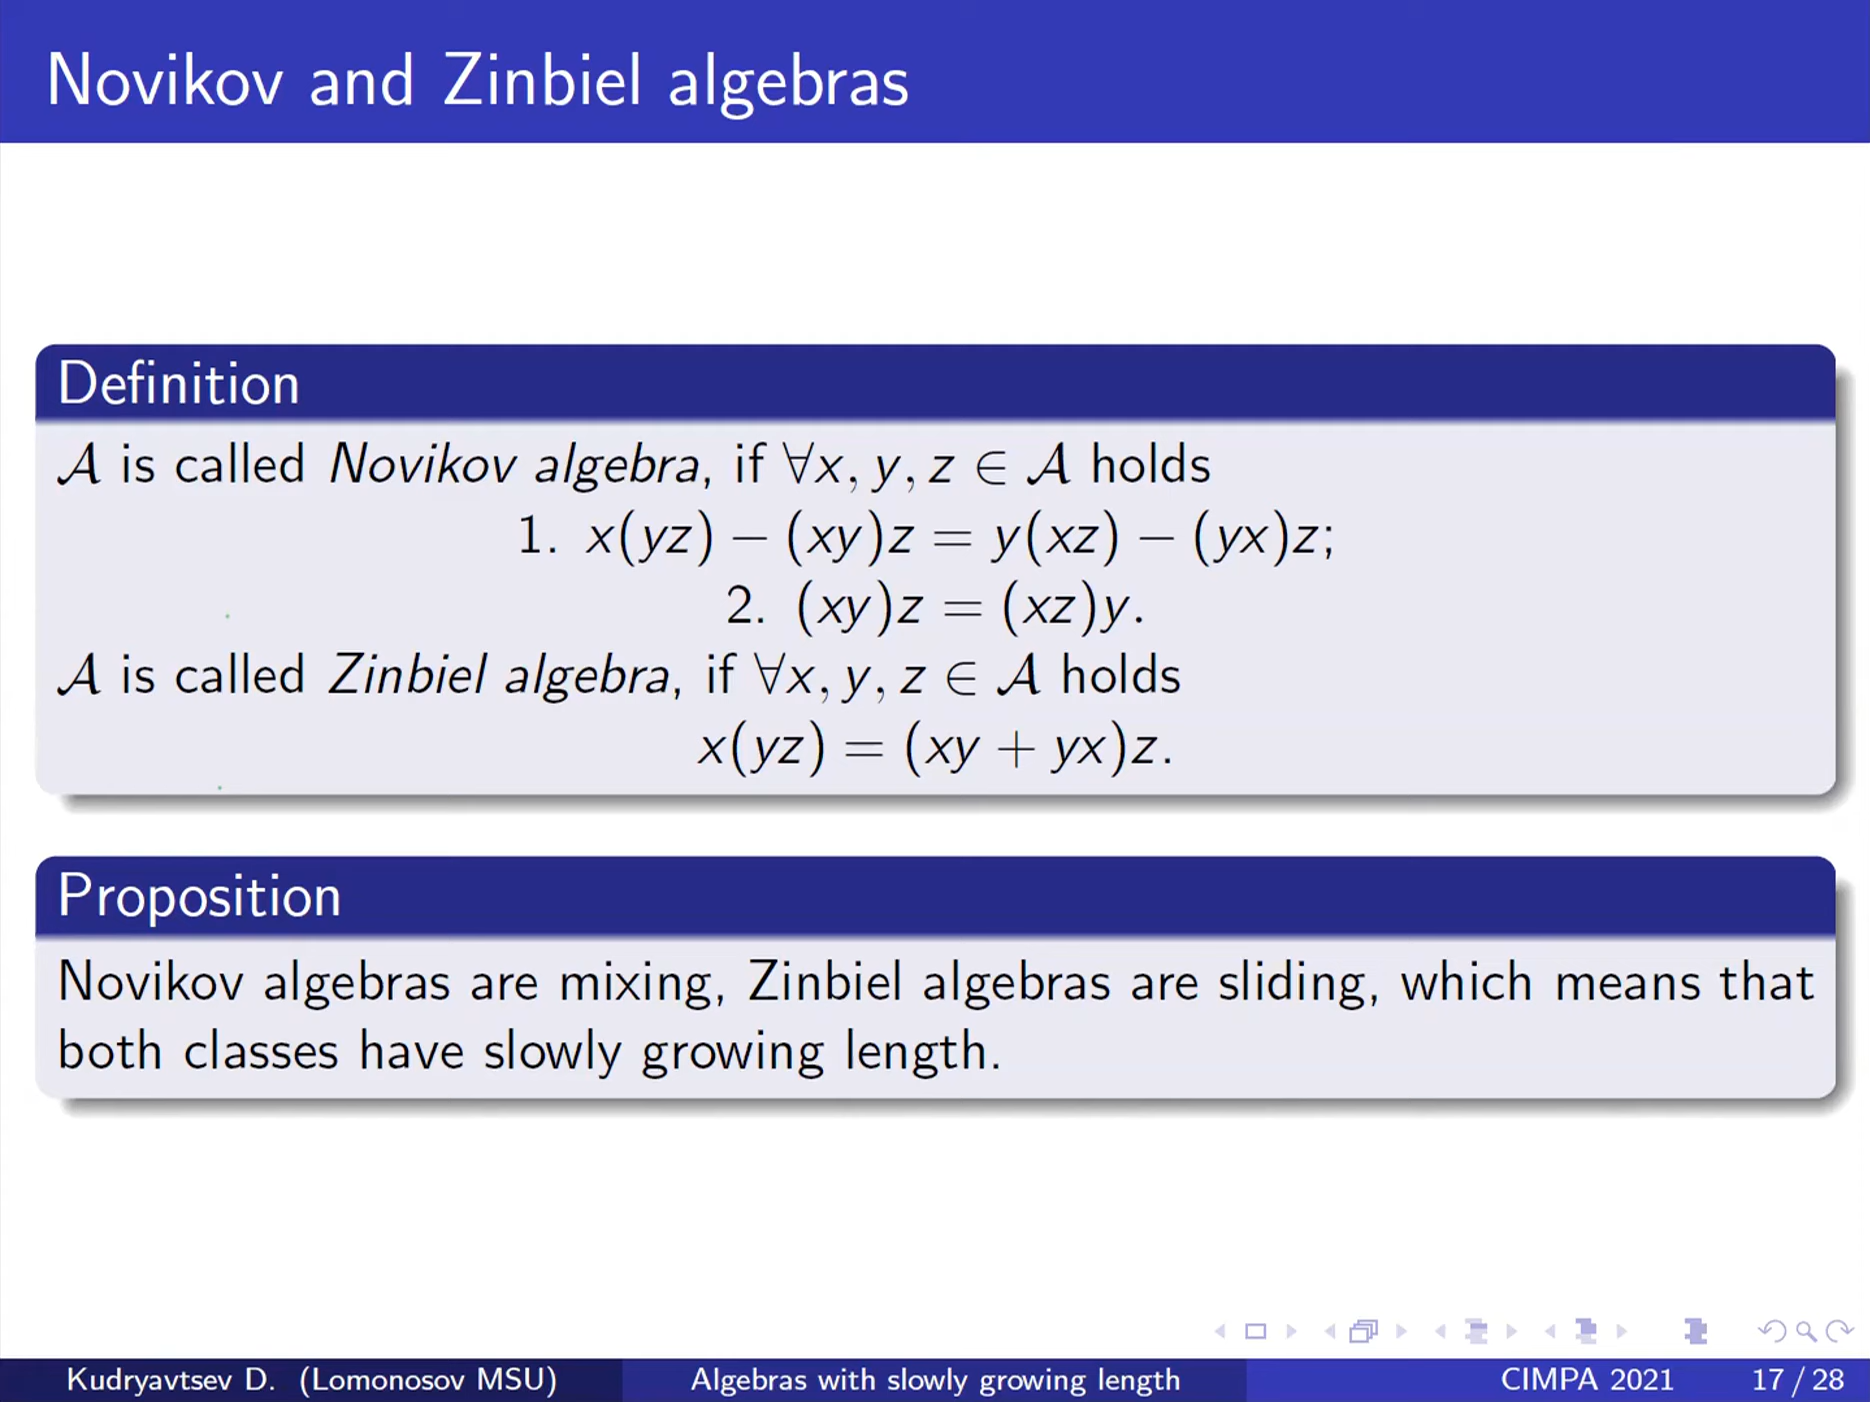 Novikov and Zinbiel algebras
Definition
𝒜 is called Novikov algebra, if ∀x, y, z ∈ 𝒜 holds
1. x(yz) − (xy)z = y(xz) − (yx)z;
2. (xy)z = (xz)y.
𝒜 is called Zinbiel algebra, if ∀x, y, z ∈ 𝒜 holds
x(yz) = (xy + yx)z.
Proposition
Novikov algebras are mixing, Zinbiel algebras are sliding, which means that
both classes have slowly growing length.
Kudryavtsev D. (Lomonosov MSU) Algebras with slowly growing length CIMPA 2021 17 / 28